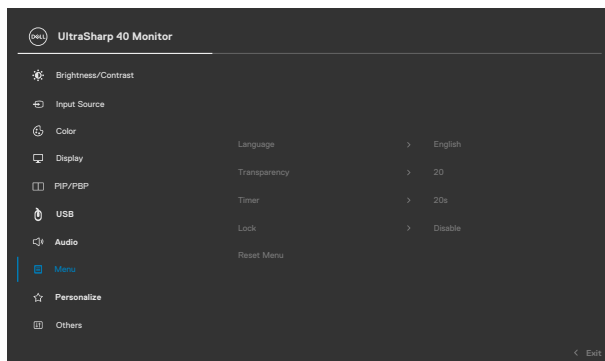 DELL UltraSharp 40 Monitor
Brightness/Contrast
Input Source
Color
Display
PIP/PBP
USB
Audio
Menu
Personalize
Others
Language > English
Transparency > 20
Timer > 20s
Lock > Disable
Reset Menu
< Exit